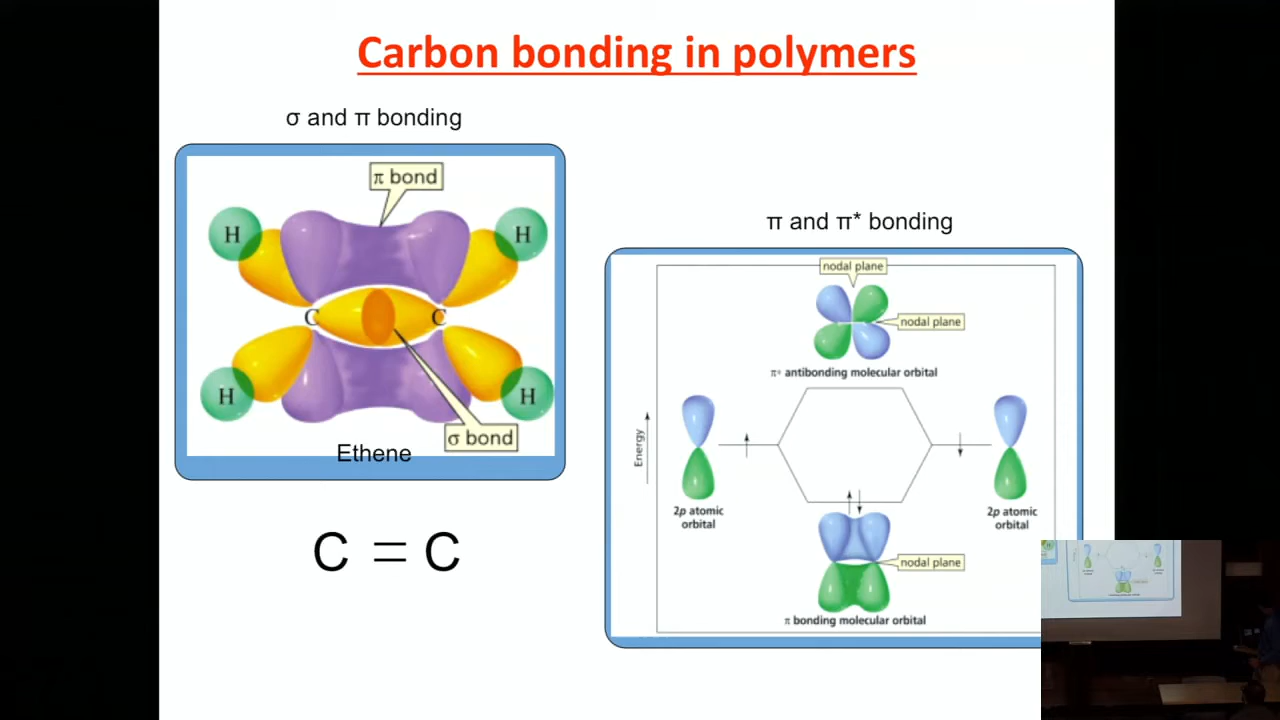 Carbon bonding in polymers
σ and π bonding
π bond
H
H
C
C
H
H
σ bond
Ethene
C = C
π and π* bonding
nodal plane
nodal plane
π* antibonding molecular orbital
Energy
2p atomic
orbital
2p atomic
orbital
nodal plane
π bonding molecular orbital